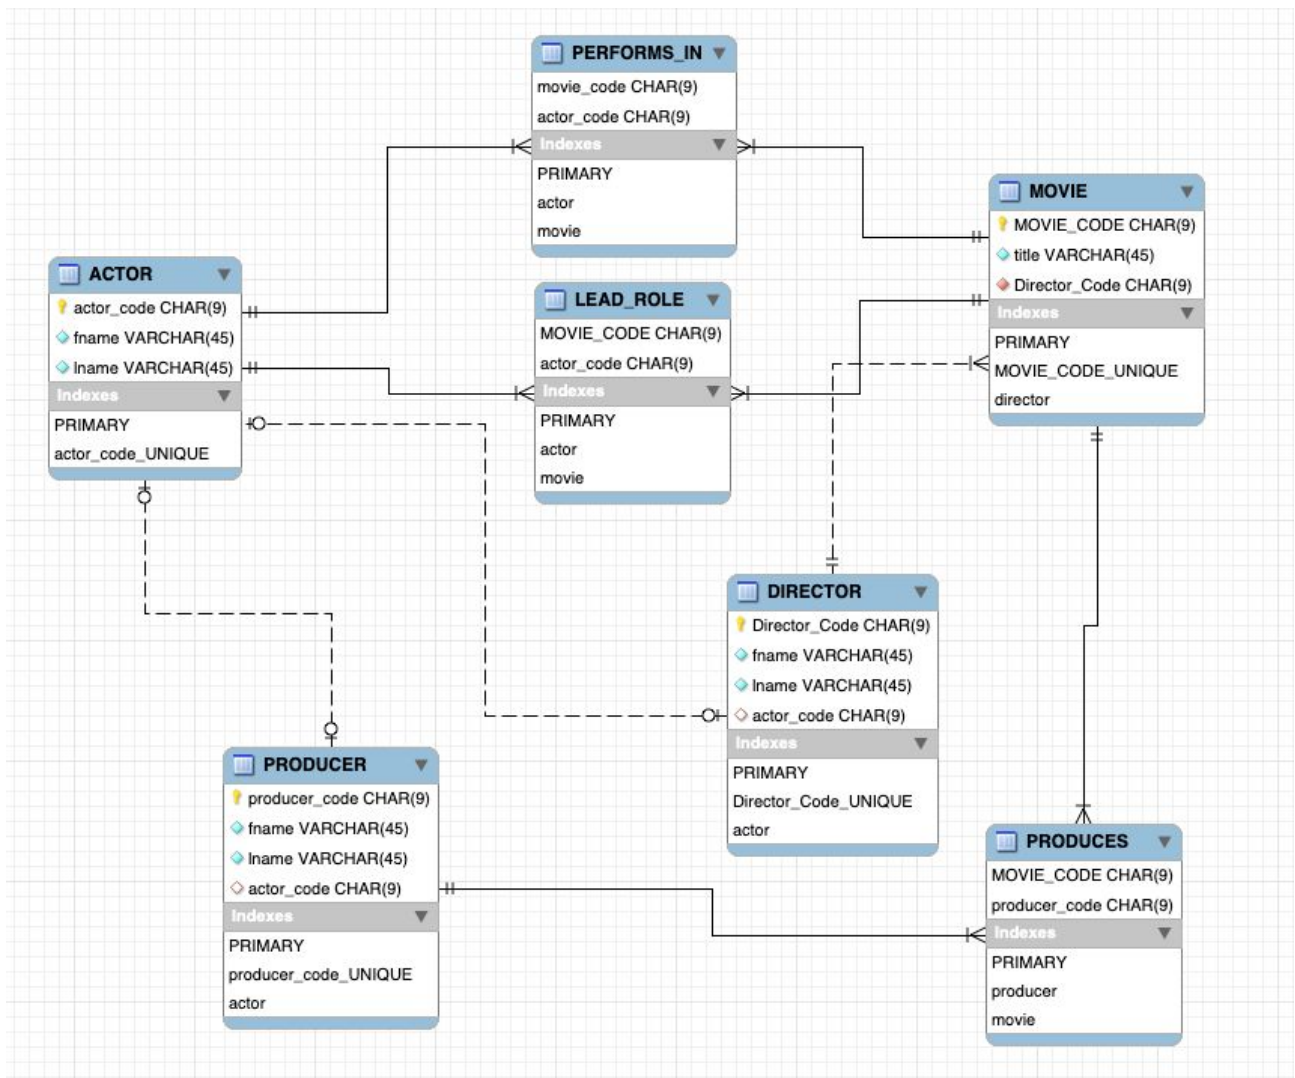 PERFORMS_IN
movie_code CHAR(9)
actor_code CHAR(9)
Indexes
PRIMARY
actor
movie
MOVIE
MOVIE_CODE CHAR(9)
title VARCHAR(45)
Director_Code CHAR(9)
Indexes
PRIMARY
MOVIE_CODE_UNIQUE
director
ACTOR
actor_code CHAR(9)
fname VARCHAR(45)
lname VARCHAR(45)
Indexes
PRIMARY
actor_code_UNIQUE
LEAD_ROLE
MOVIE_CODE CHAR(9)
actor_code CHAR(9)
Indexes
PRIMARY
actor
movie
DIRECTOR
Director_Code CHAR(9)
fname VARCHAR(45)
lname VARCHAR(45)
actor_code CHAR(9)
Indexes
PRIMARY
Director_Code_UNIQUE
actor
PRODUCER
producer_code CHAR(9)
fname VARCHAR(45)
lname VARCHAR(45)
actor_code CHAR(9)
Indexes
PRIMARY
producer_code_UNIQUE
actor
PRODUCES
MOVIE_CODE CHAR(9)
producer_code CHAR(9)
Indexes
PRIMARY
producer
movie